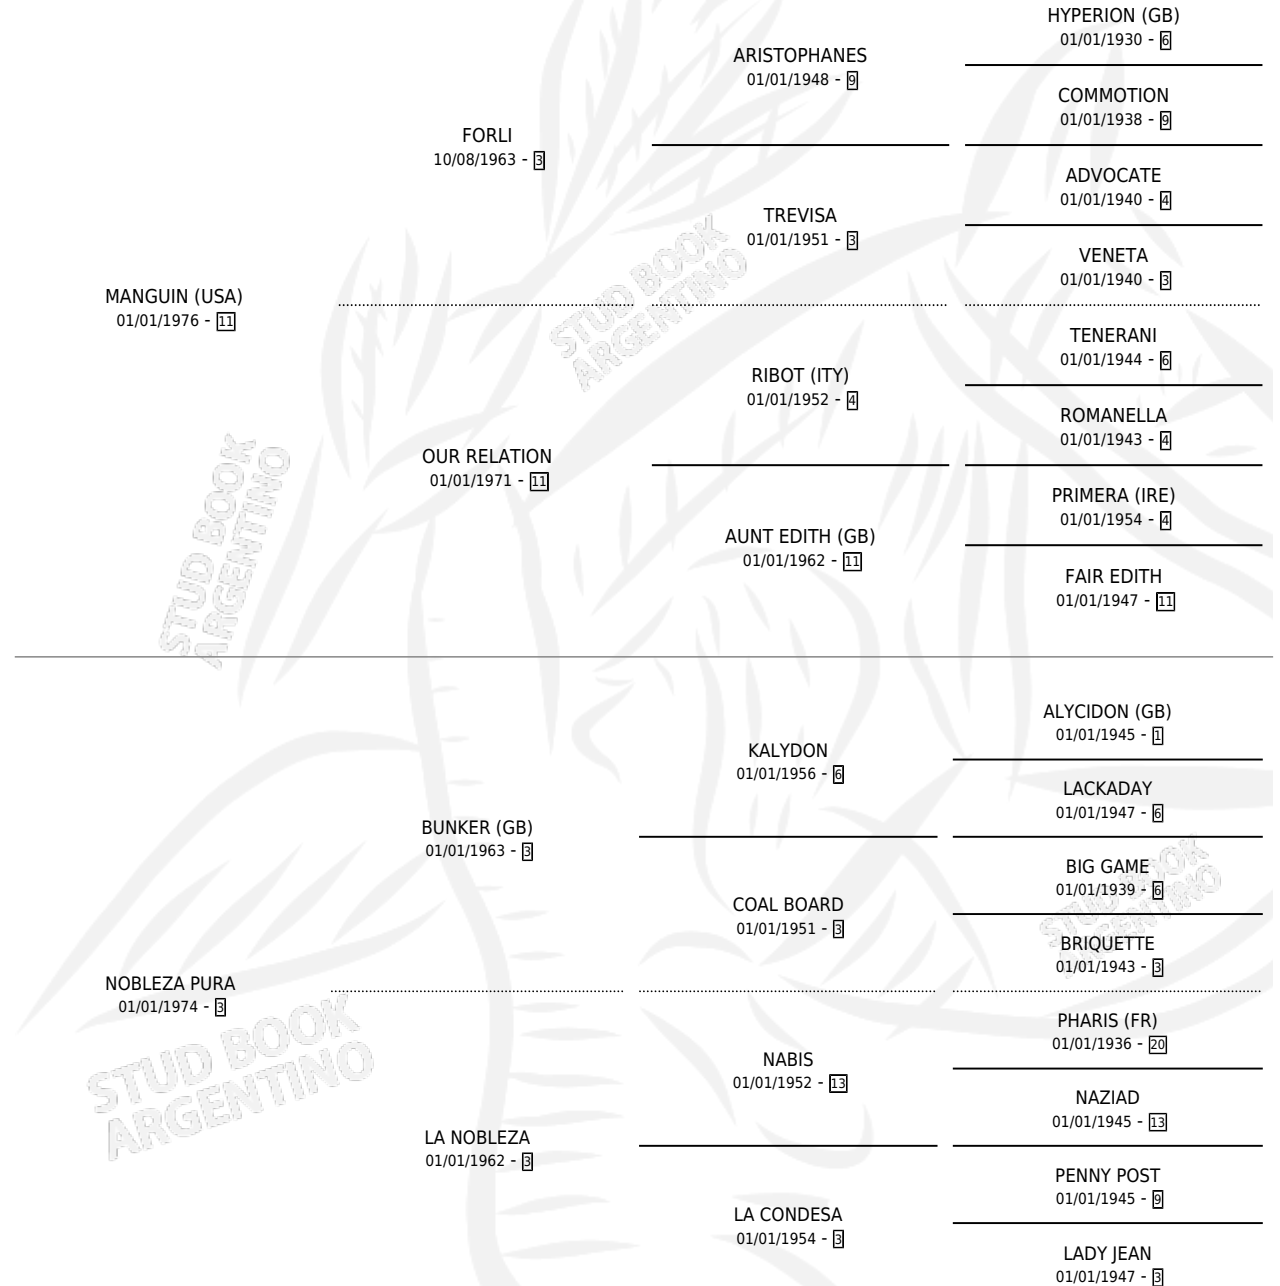 HYPERION (GB)
01/01/1930 - 6
ARISTOPHANES
01/01/1948 - 9
COMMOTION
01/01/1938 - 9
FORLI
10/08/1963 - 3
ADVOCATE
01/01/1940 - 4
TREVISA
01/01/1951 - 3
VENETA
01/01/1940 - 3
MANGUIN (USA)
01/01/1976 - 11
TENERANI
01/01/1944 - 6
RIBOT (ITY)
01/01/1952 - 4
ROMANELLA
01/01/1943 - 4
OUR RELATION
01/01/1971 - 11
PRIMERA (IRE)
01/01/1954 - 4
AUNT EDITH (GB)
01/01/1962 - 11
FAIR EDITH
01/01/1947 - 11
ALYCIDON (GB)
01/01/1945 - 1
KALYDON
01/01/1956 - 6
LACKADAY
01/01/1947 - 6
BUNKER (GB)
01/01/1963 - 3
BIG GAME
01/01/1939 - 6
COAL BOARD
01/01/1951 - 3
BRIQUETTE
01/01/1943 - 3
NOBLEZA PURA
01/01/1974 - 3
PHARIS (FR)
01/01/1936 - 20
NABIS
01/01/1952 - 13
NAZIAD
01/01/1945 - 13
LA NOBLEZA
01/01/1962 - 3
PENNY POST
01/01/1945 - 9
LA CONDESA
01/01/1954 - 3
LADY JEAN
01/01/1947 - 3
STUD BOOK
ARGENTINO
STUD BOOK
ARGENTINO
STUD BOOK
ARGENTINO
STUD BOOK
ARGENTINO